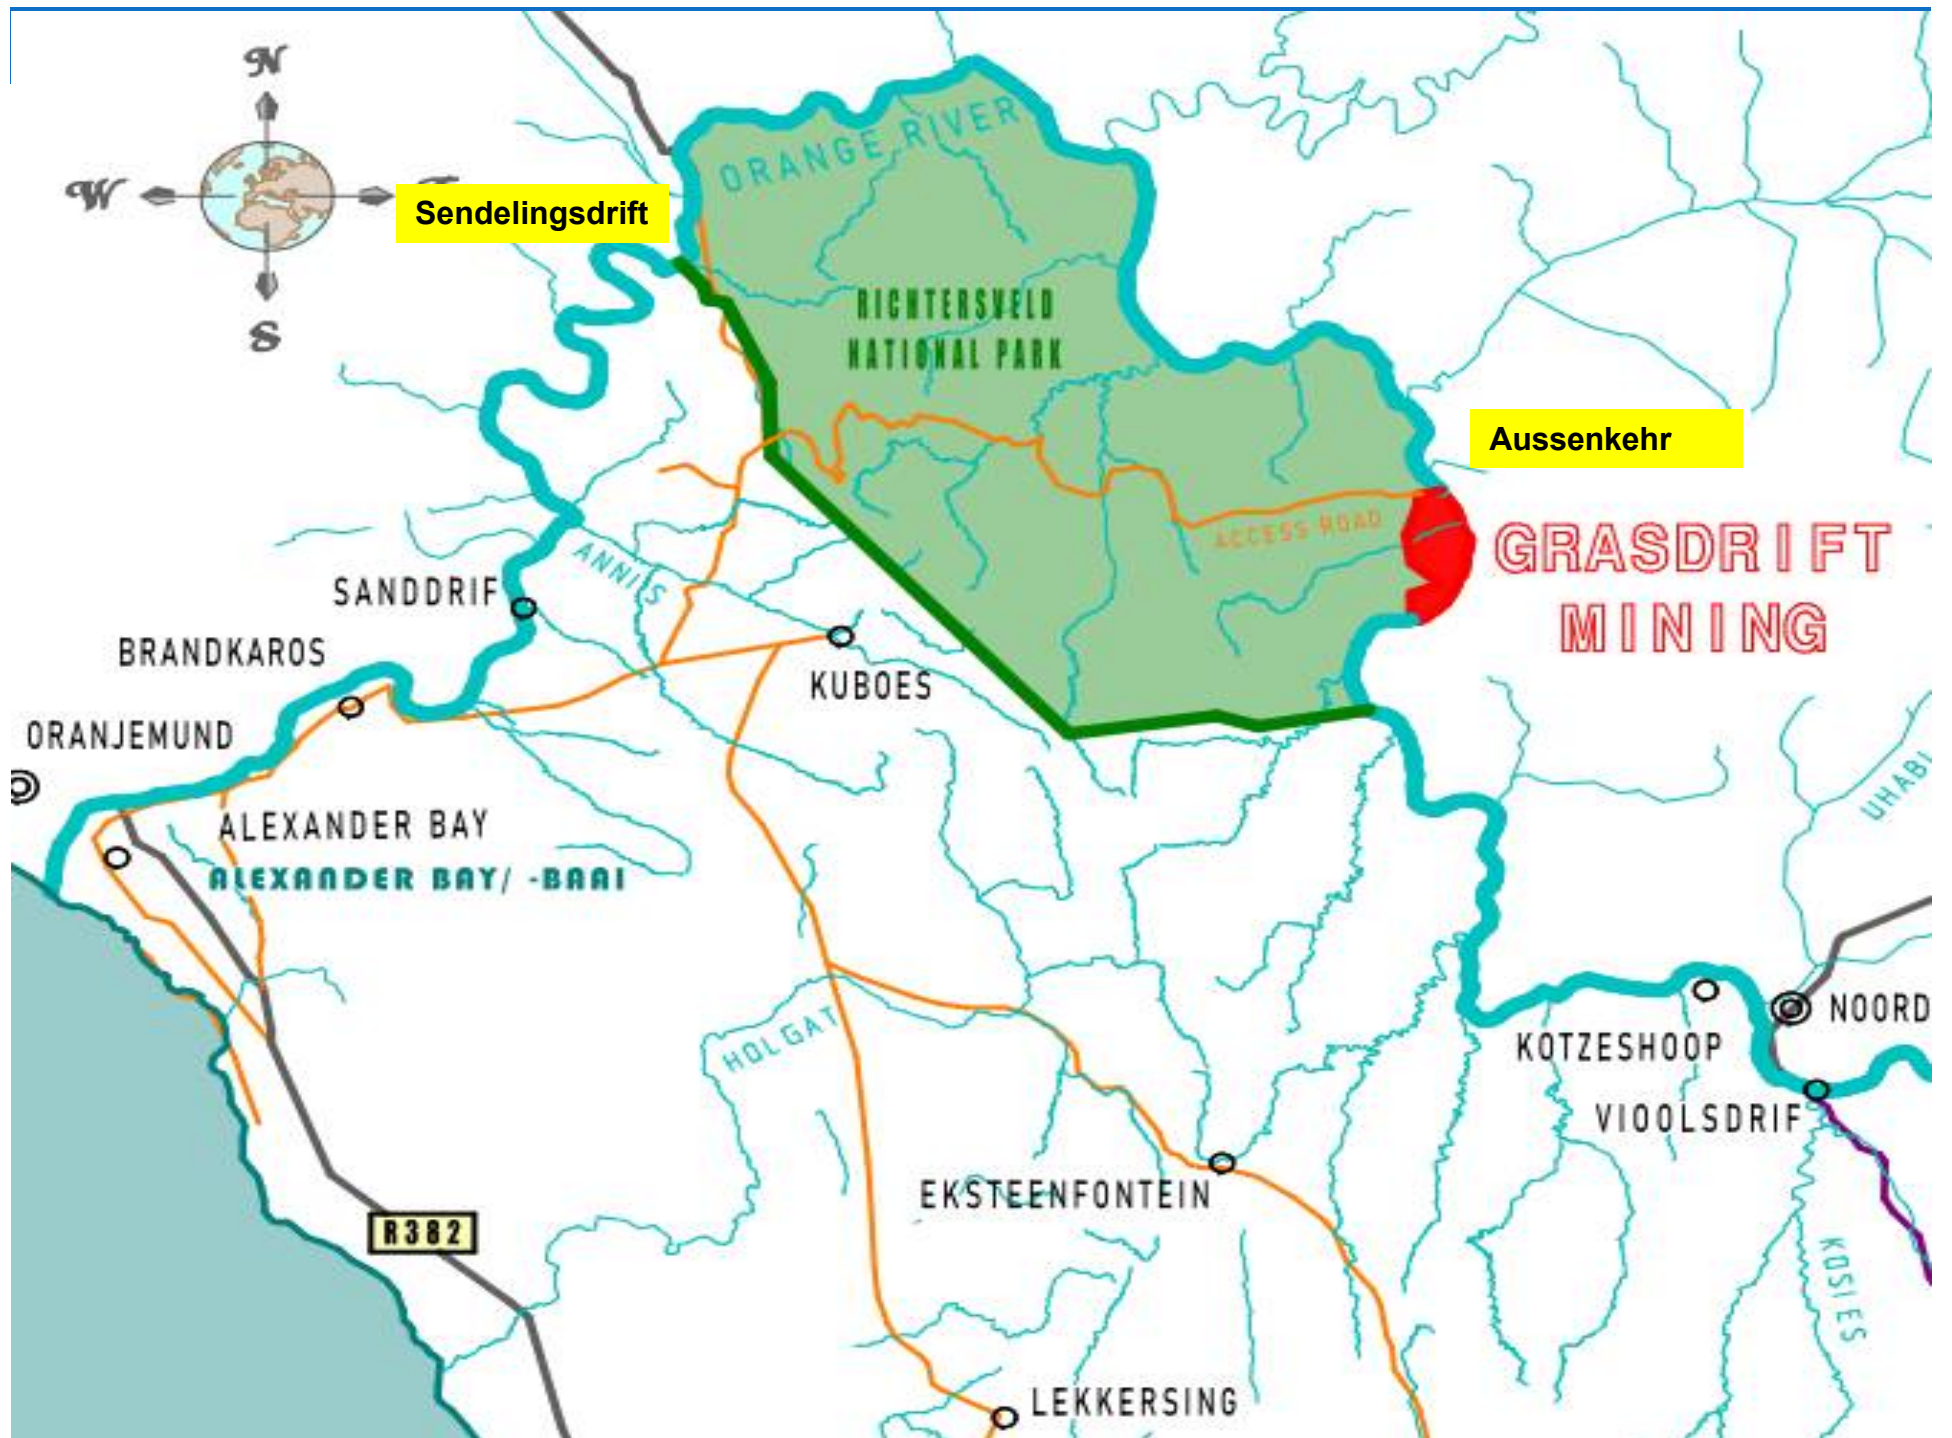 N
W
S
Sendelingsdrift
ORANGE RIVER
RICHTERSVELD
NATIONAL PARK
Aussenkehr
ACCESS ROAD
GRASDRIFT
MINING
ANNIS
SANDDRIF
BRANDKAROS
KUBOES
ORANJEMUND
UHABI
ALEXANDER BAY
ALEXANDER BAY/ -BAAI
HOLGAT
NOORD
KOTZESHOOP
VIOOLSDRIF
EKSTEENFONTEIN
R382
KOSIES
LEKKERSING